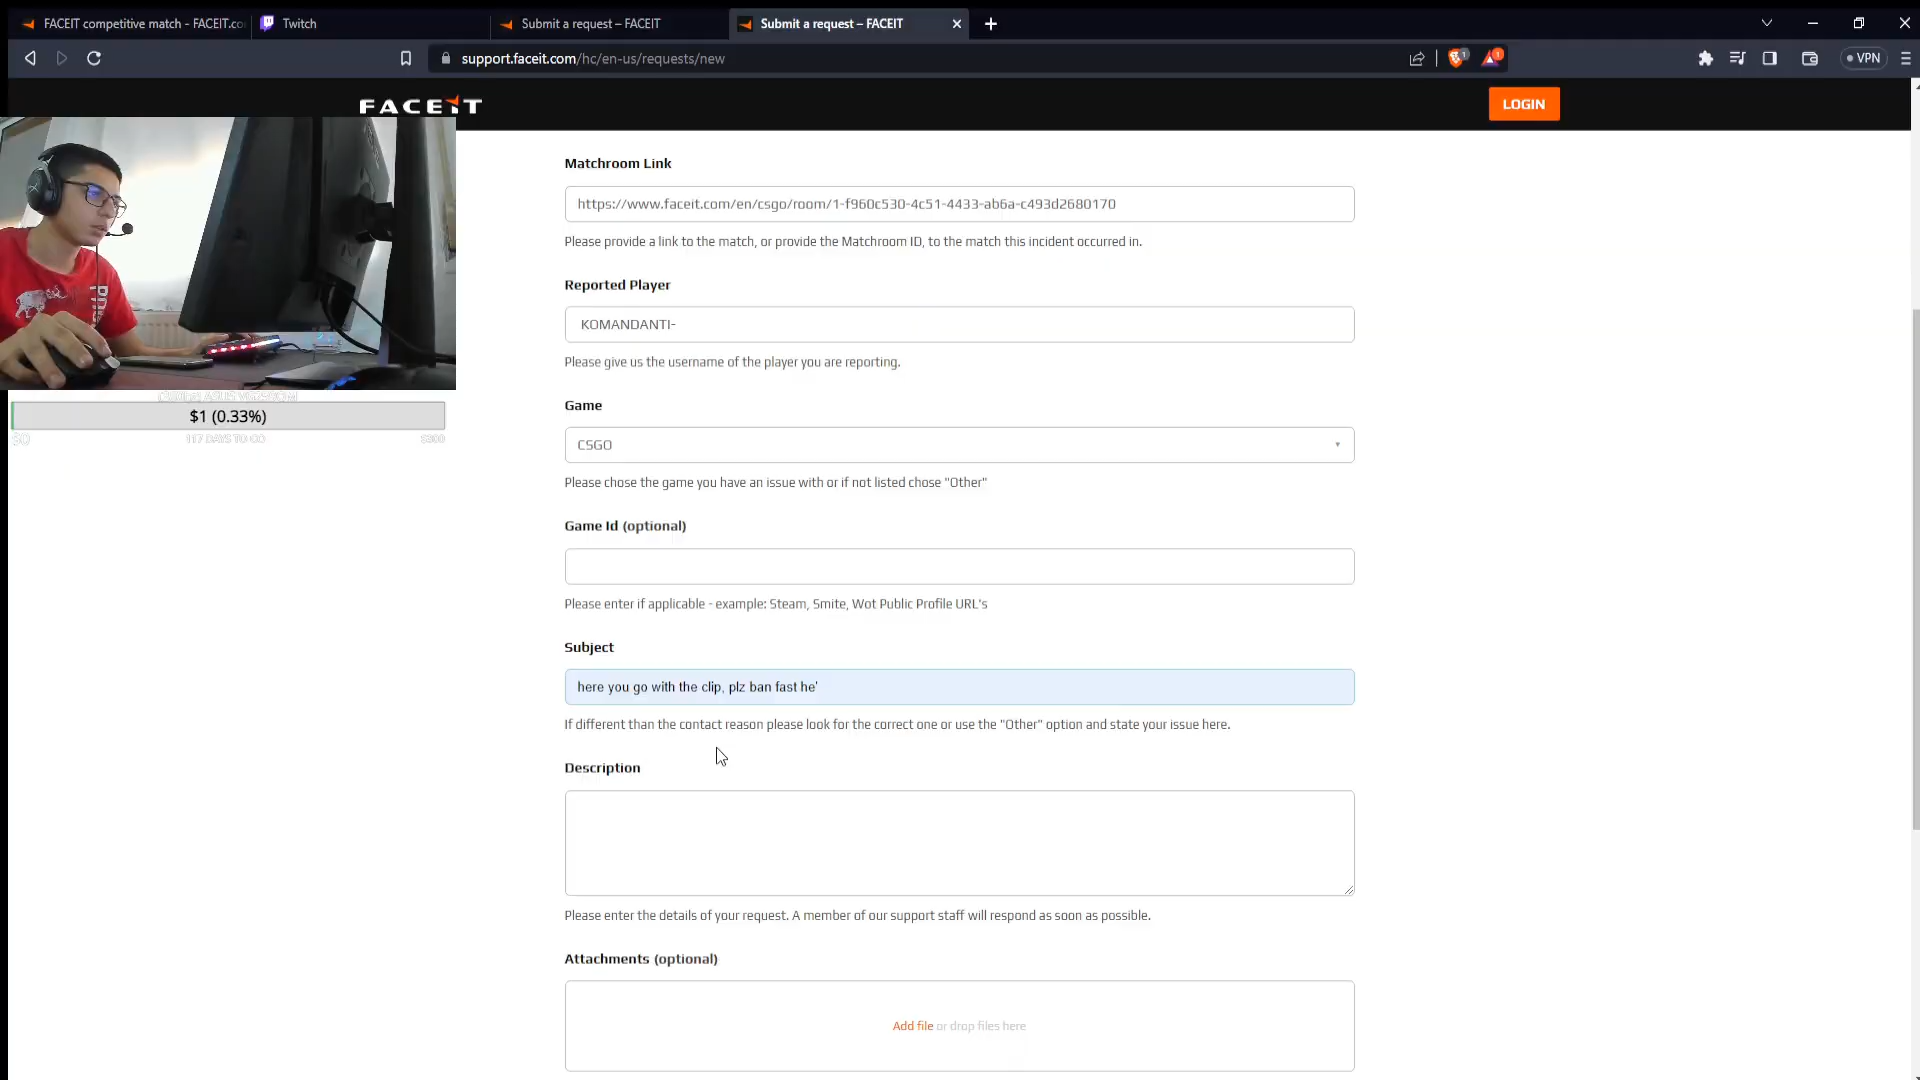 FACEIT competitive match - FACEIT.co
Twitch
Submit a request – FACEIT
Submit a request – FACEIT
support.faceit.com/hc/en-us/requests/new
1
1
VPN
FACEIT
LOGIN
Matchroom Link
https://www.faceit.com/en/csgo/room/1-f960c530-4c51-4433-ab6a-c493d2680170
Please provide a link to the match, or provide the Matchroom ID, to the match this incident occurred in.
Reported Player
KOMANDANTI-
Please give us the username of the player you are reporting.
$1 (0.33%)
$0
117 DAYS TO GO
$300
Game
CSGO
Please chose the game you have an issue with or if not listed chose "Other"
Game Id (optional)
Please enter if applicable - example: Steam, Smite, Wot Public Profile URL's
Subject
here you go with the clip, plz ban fast he'
If different than the contact reason please look for the correct one or use the "Other" option and state your issue here.
Description
Please enter the details of your request. A member of our support staff will respond as soon as possible.
Attachments (optional)
Add file or drop files here